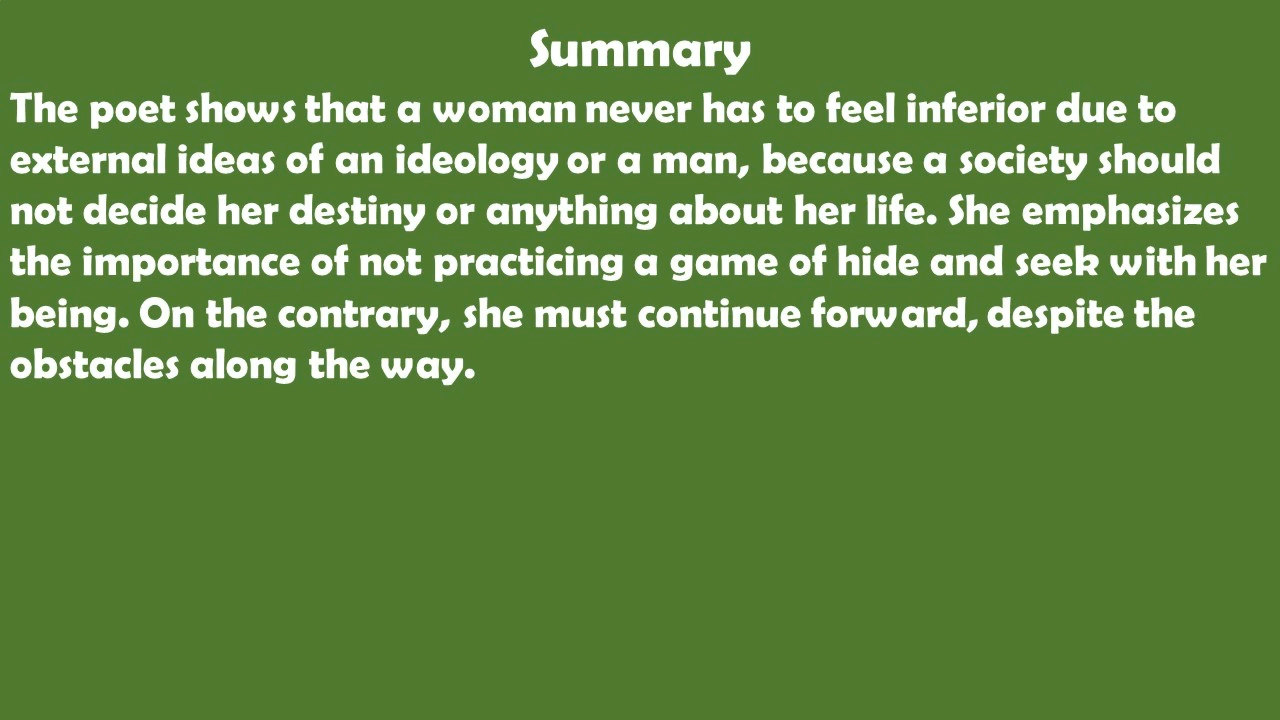 Summary
The poet shows that a woman never has to feel inferior due to
external ideas of an ideology or a man, because a society should
not decide her destiny or anything about her life. She emphasizes
the importance of not practicing a game of hide and seek with her
being. On the contrary, she must continue forward, despite the
obstacles along the way.